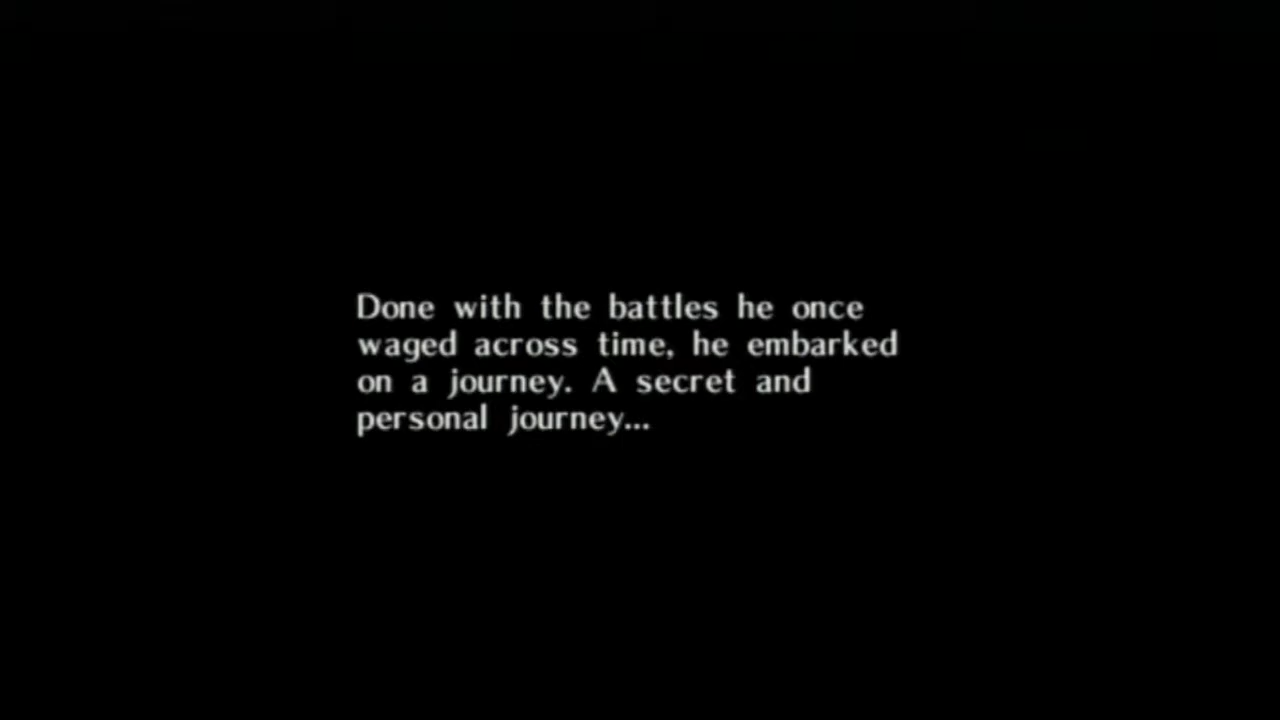 Done with the battles he once
waged across time, he embarked
on a journey. A secret and
personal journey...